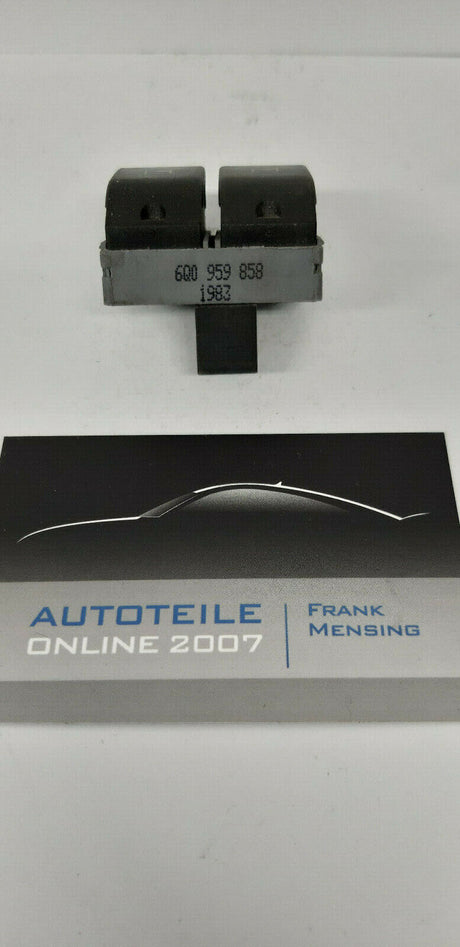 6Q0 959 858
1983
AUTOTEILE
ONLINE 2007
FRANK
MENSING